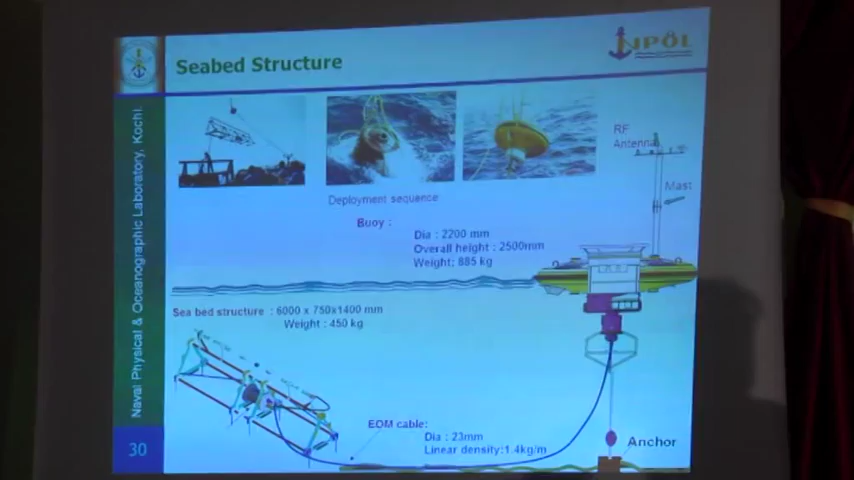 Seabed Structure
NPÖL
Naval Physical & Oceanographic Laboratory, Kochi.
RF
Antenna
Mast
Deployment sequence
Buoy :
Dia : 2200 mm
Overall height : 2500mm
Weight: 885 kg
Sea bed structure : 6000 x 750x1400 mm
Weight : 450 kg
EOM cable:
Dia : 23mm
Linear density:1.4kg/m
Anchor
30